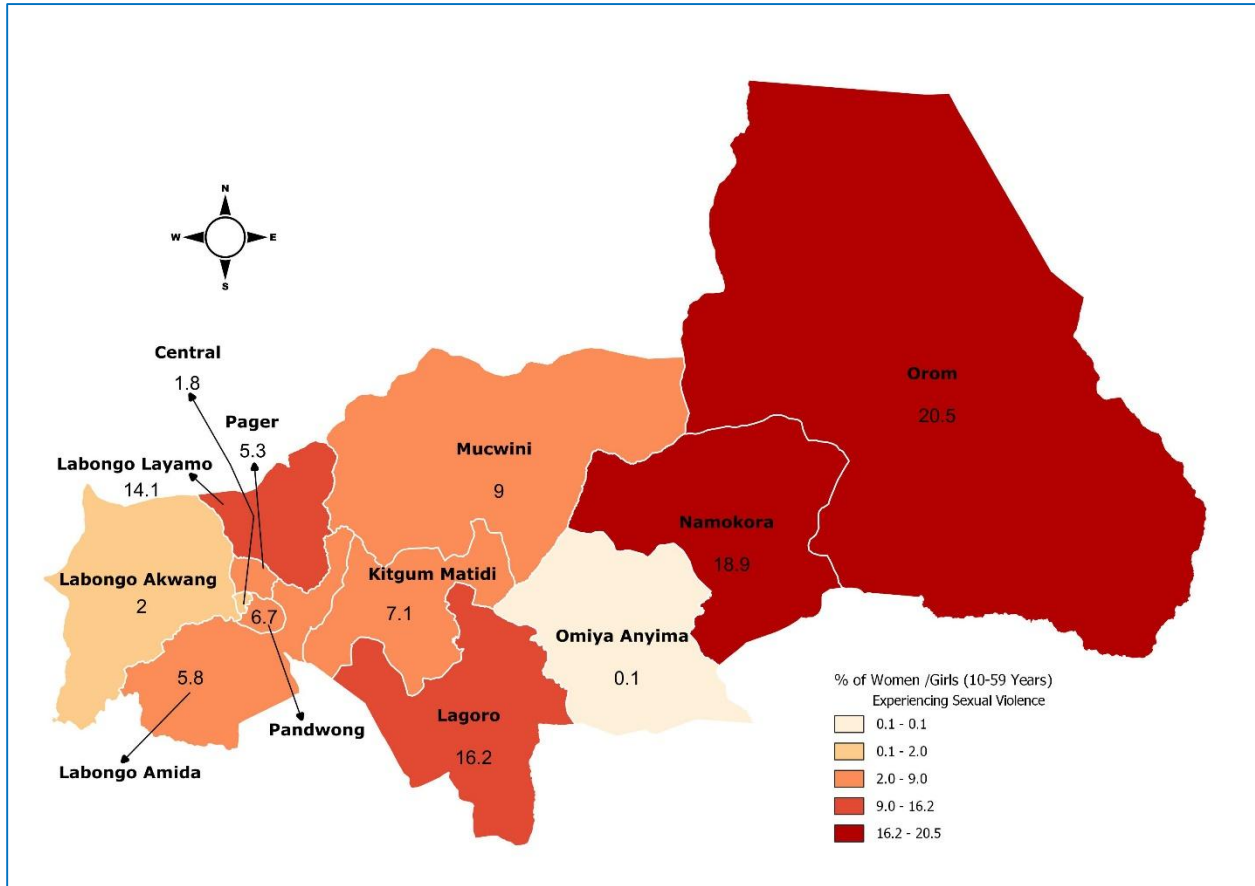 N
W E
S
Central
1.8
Pager
5.3
Labongo Layamo
14.1
Orom
20.5
Mucwini
9
Namokora
18.9
Labongo Akwang
2
Kitgum Matidi
7.1
6.7
Omiya Anyima
0.1
5.8
Pandwong
Lagoro
16.2
Labongo Amida
% of Women /Girls (10-59 Years)
Experiencing Sexual Violence
0.1 - 0.1
0.1 - 2.0
2.0 - 9.0
9.0 - 16.2
16.2 - 20.5